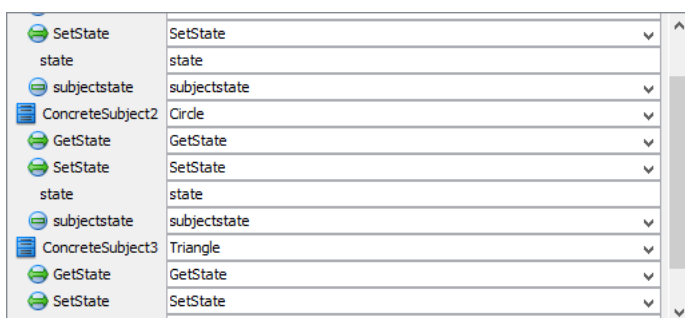 SetState SetState
state state
subjectstate subjectstate
ConcreteSubject2 Circle
GetState GetState
SetState SetState
state state
subjectstate subjectstate
ConcreteSubject3 Triangle
GetState GetState
SetState SetState